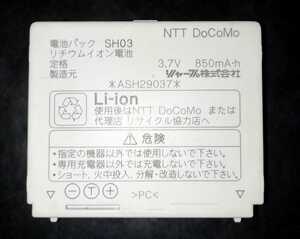 NTT DoCoMo
電池パック SH03
リチウムイオン電池
定格 3.7V 850mA·h
製造元 シャープ株式会社
*ASH29037*
Li-ion
使用後はNTT DoCoMo または
代理店 リサイクル協力店へ
⚠危険
・指定の機器以外では使用しないで下さい。
・専用充電器以外では充電しないで下さい。
・ショート、火中投入、分解・改造しないで下さい。
− T +
>PC<